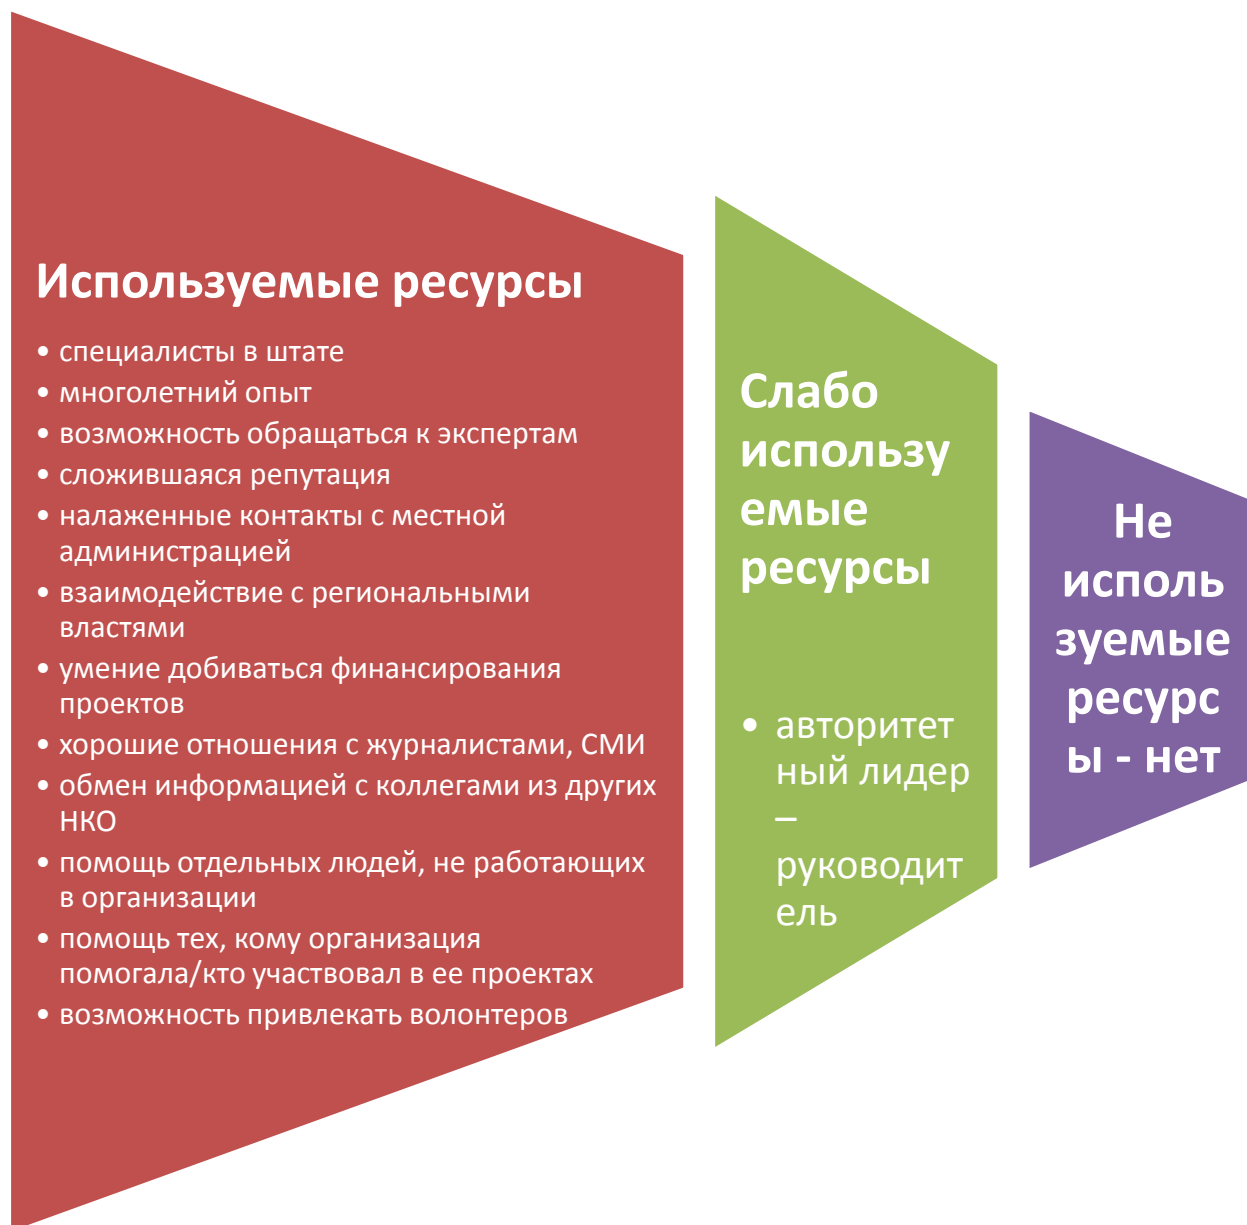 Используемые ресурсы
• специалисты в штате
• многолетний опыт
• возможность обращаться к экспертам
• сложившаяся репутация
• налаженные контакты с местной
администрацией
• взаимодействие с региональными
властями
• умение добиваться финансирования
проектов
• хорошие отношения с журналистами, СМИ
• обмен информацией с коллегами из других
НКО
• помощь отдельных людей, не работающих
в организации
• помощь тех, кому организация
помогала/кто участвовал в ее проектах
• возможность привлекать волонтеров
Слабо
использу
емые
ресурсы
• авторитет
ный лидер
–
руководит
ель
Не
исполь
зуемые
ресурс
ы - нет